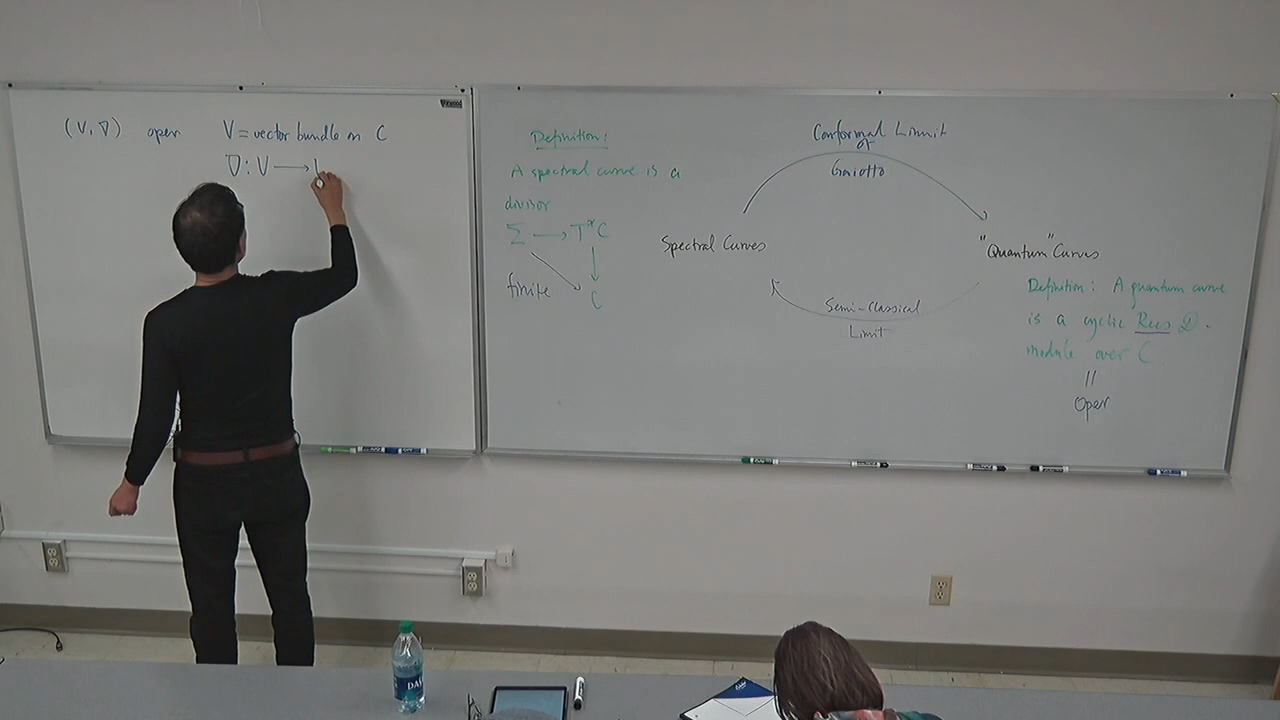 (V, ∇) oper V = vector bundle on C
∇ : V ⟶
Definition:
A spectral curve is a
divisor
Σ ⟶ T*C
finite
C
Conformal Limit
of
Gaiotto
Spectral Curves
"Quantum" Curves
Semi-Classical
Limit
Definition: A quantum curve
is a cyclic Rees D-
module over C
||
Oper